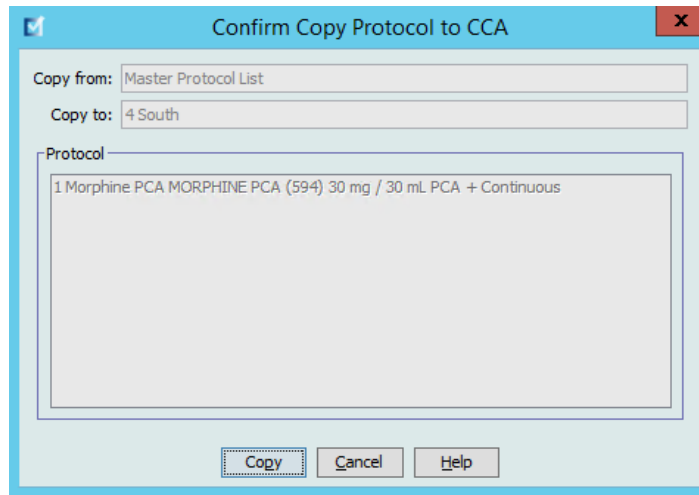 Confirm Copy Protocol to CCA
x
Copy from: Master Protocol List
Copy to: 4 South
Protocol
1 Morphine PCA MORPHINE PCA (594) 30 mg / 30 mL PCA + Continuous
Copy Cancel Help